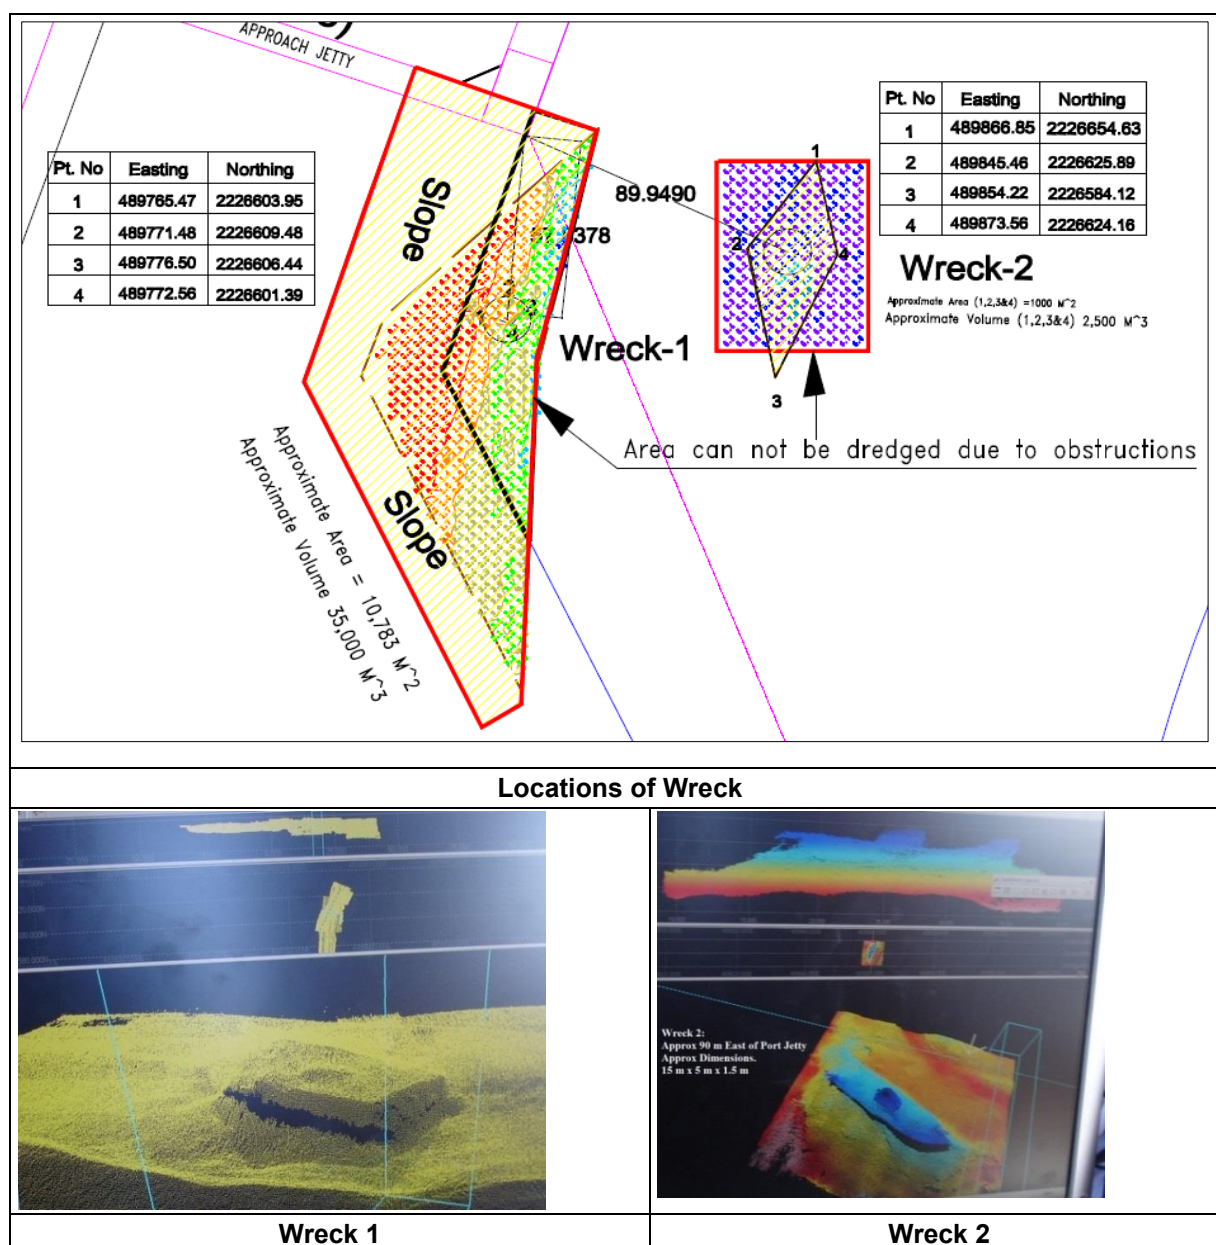 APPROACH JETTY
Pt. No Easting Northing
1 489765.47 2226603.95
2 489771.48 2226609.48
3 489776.50 2226606.44
4 489772.56 2226601.39
Slope
Slope
Approximate Area = 10,783 M^2
Approximate Volume 35,000 M^3
89.9490
378
Wreck-1
1
2
4
3
Pt. No Easting Northing
1 489866.85 2226654.63
2 489845.46 2226625.89
3 489854.22 2226584.12
4 489873.56 2226624.16
Wreck-2
Approximate Area (1,2,3&4) =1000 M^2
Approximate Volume (1,2,3&4) 2,500 M^3
Area can not be dredged due to obstructions
Locations of Wreck
Wreck 2:
Approx 90 m East of Port Jetty
Approx Dimensions.
15 m x 5 m x 1.5 m
Wreck 1
Wreck 2